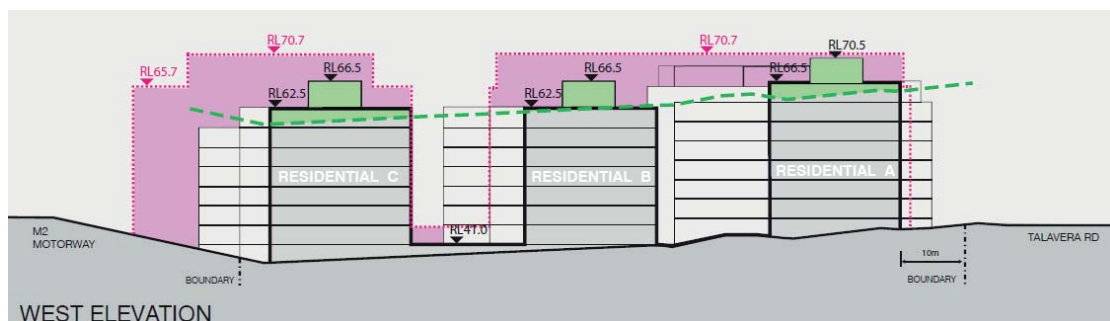 RL70.7
RL65.7
RL66.5
RL62.5
RL70.7
RL70.5
RL66.5
RL62.5
RL66.5
RESIDENTIAL C
RESIDENTIAL B
RESIDENTIAL A
M2
MOTORWAY
RL41.0
TALAVERA RD
10m
BOUNDARY
BOUNDARY
WEST ELEVATION